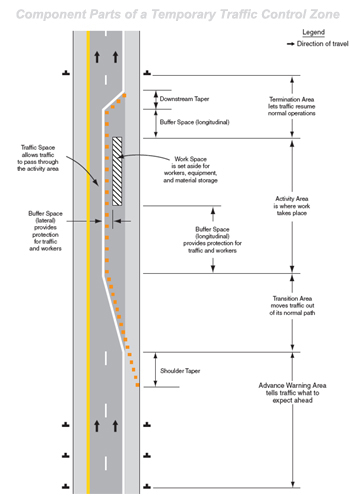 Component Parts of a Temporary Traffic Control Zone
Legend
Direction of travel
Downstream Taper
Buffer Space (longitudinal)
Termination Area
lets traffic resume
normal operations
Traffic Space
allows traffic
to pass through
the activity area
Work Space
is set aside for
workers, equipment,
and material storage
Activity Area
is where work
takes place
Buffer Space
(lateral)
provides
protection
for traffic
and workers
Buffer Space
(longitudinal)
provides protection for
traffic and workers
Transition Area
moves traffic out
of its normal path
Shoulder Taper
Advance Warning Area
tells traffic what to
expect ahead